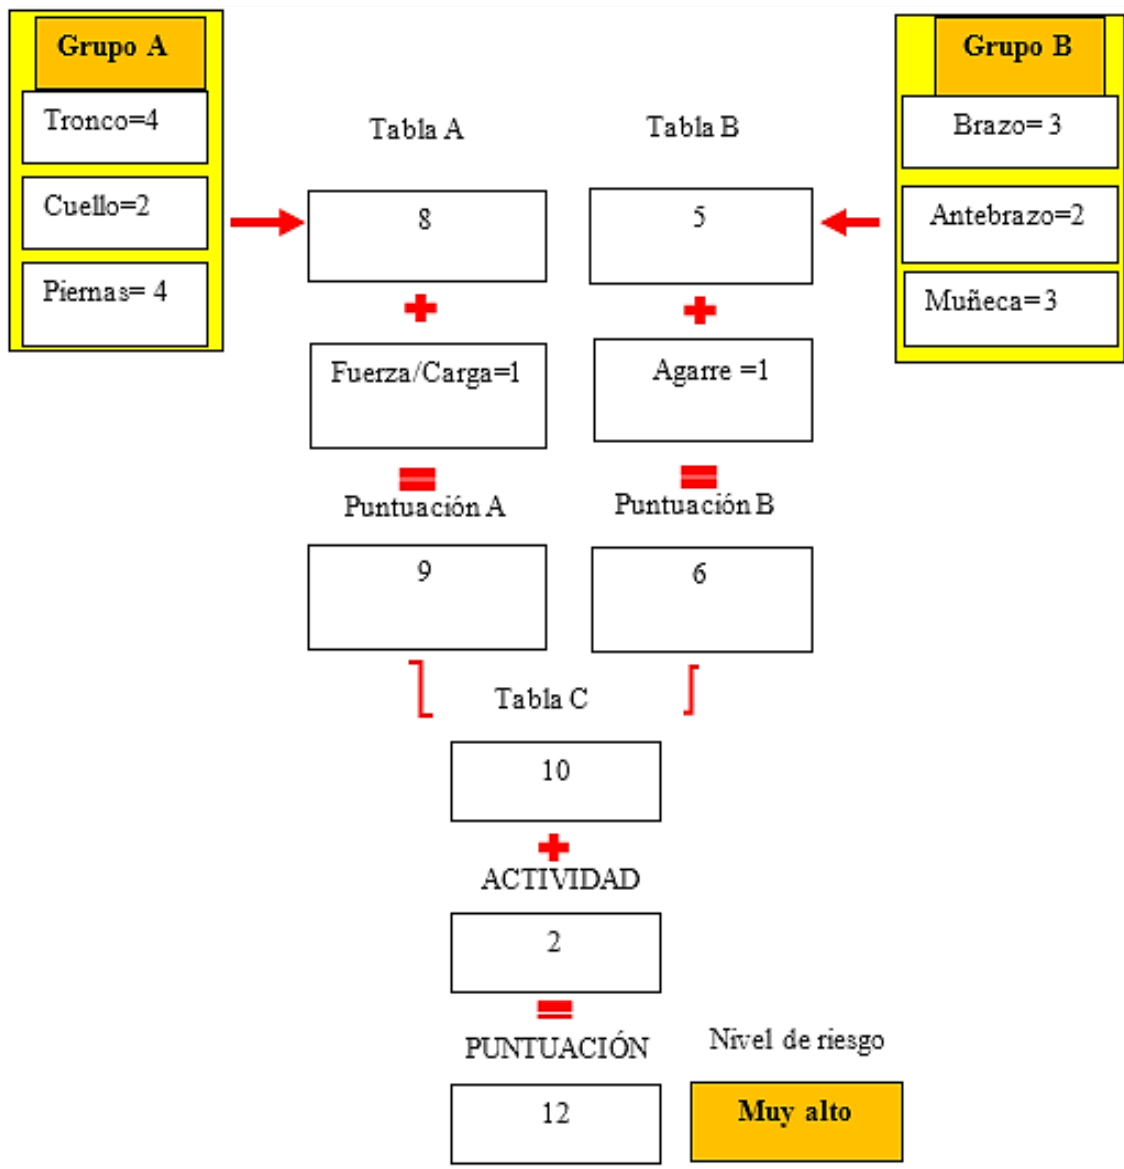 Grupo A
Tronco=4
Cuello=2
Piernas= 4
Grupo B
Brazo= 3
Antebrazo=2
Muñeca= 3
Tabla A
Tabla B
8
5
Fuerza/Carga=1
Agarre =1
Puntuación A
Puntuación B
9
6
Tabla C
10
ACTIVIDAD
2
PUNTUACIÓN
Nivel de riesgo
12
Muy alto